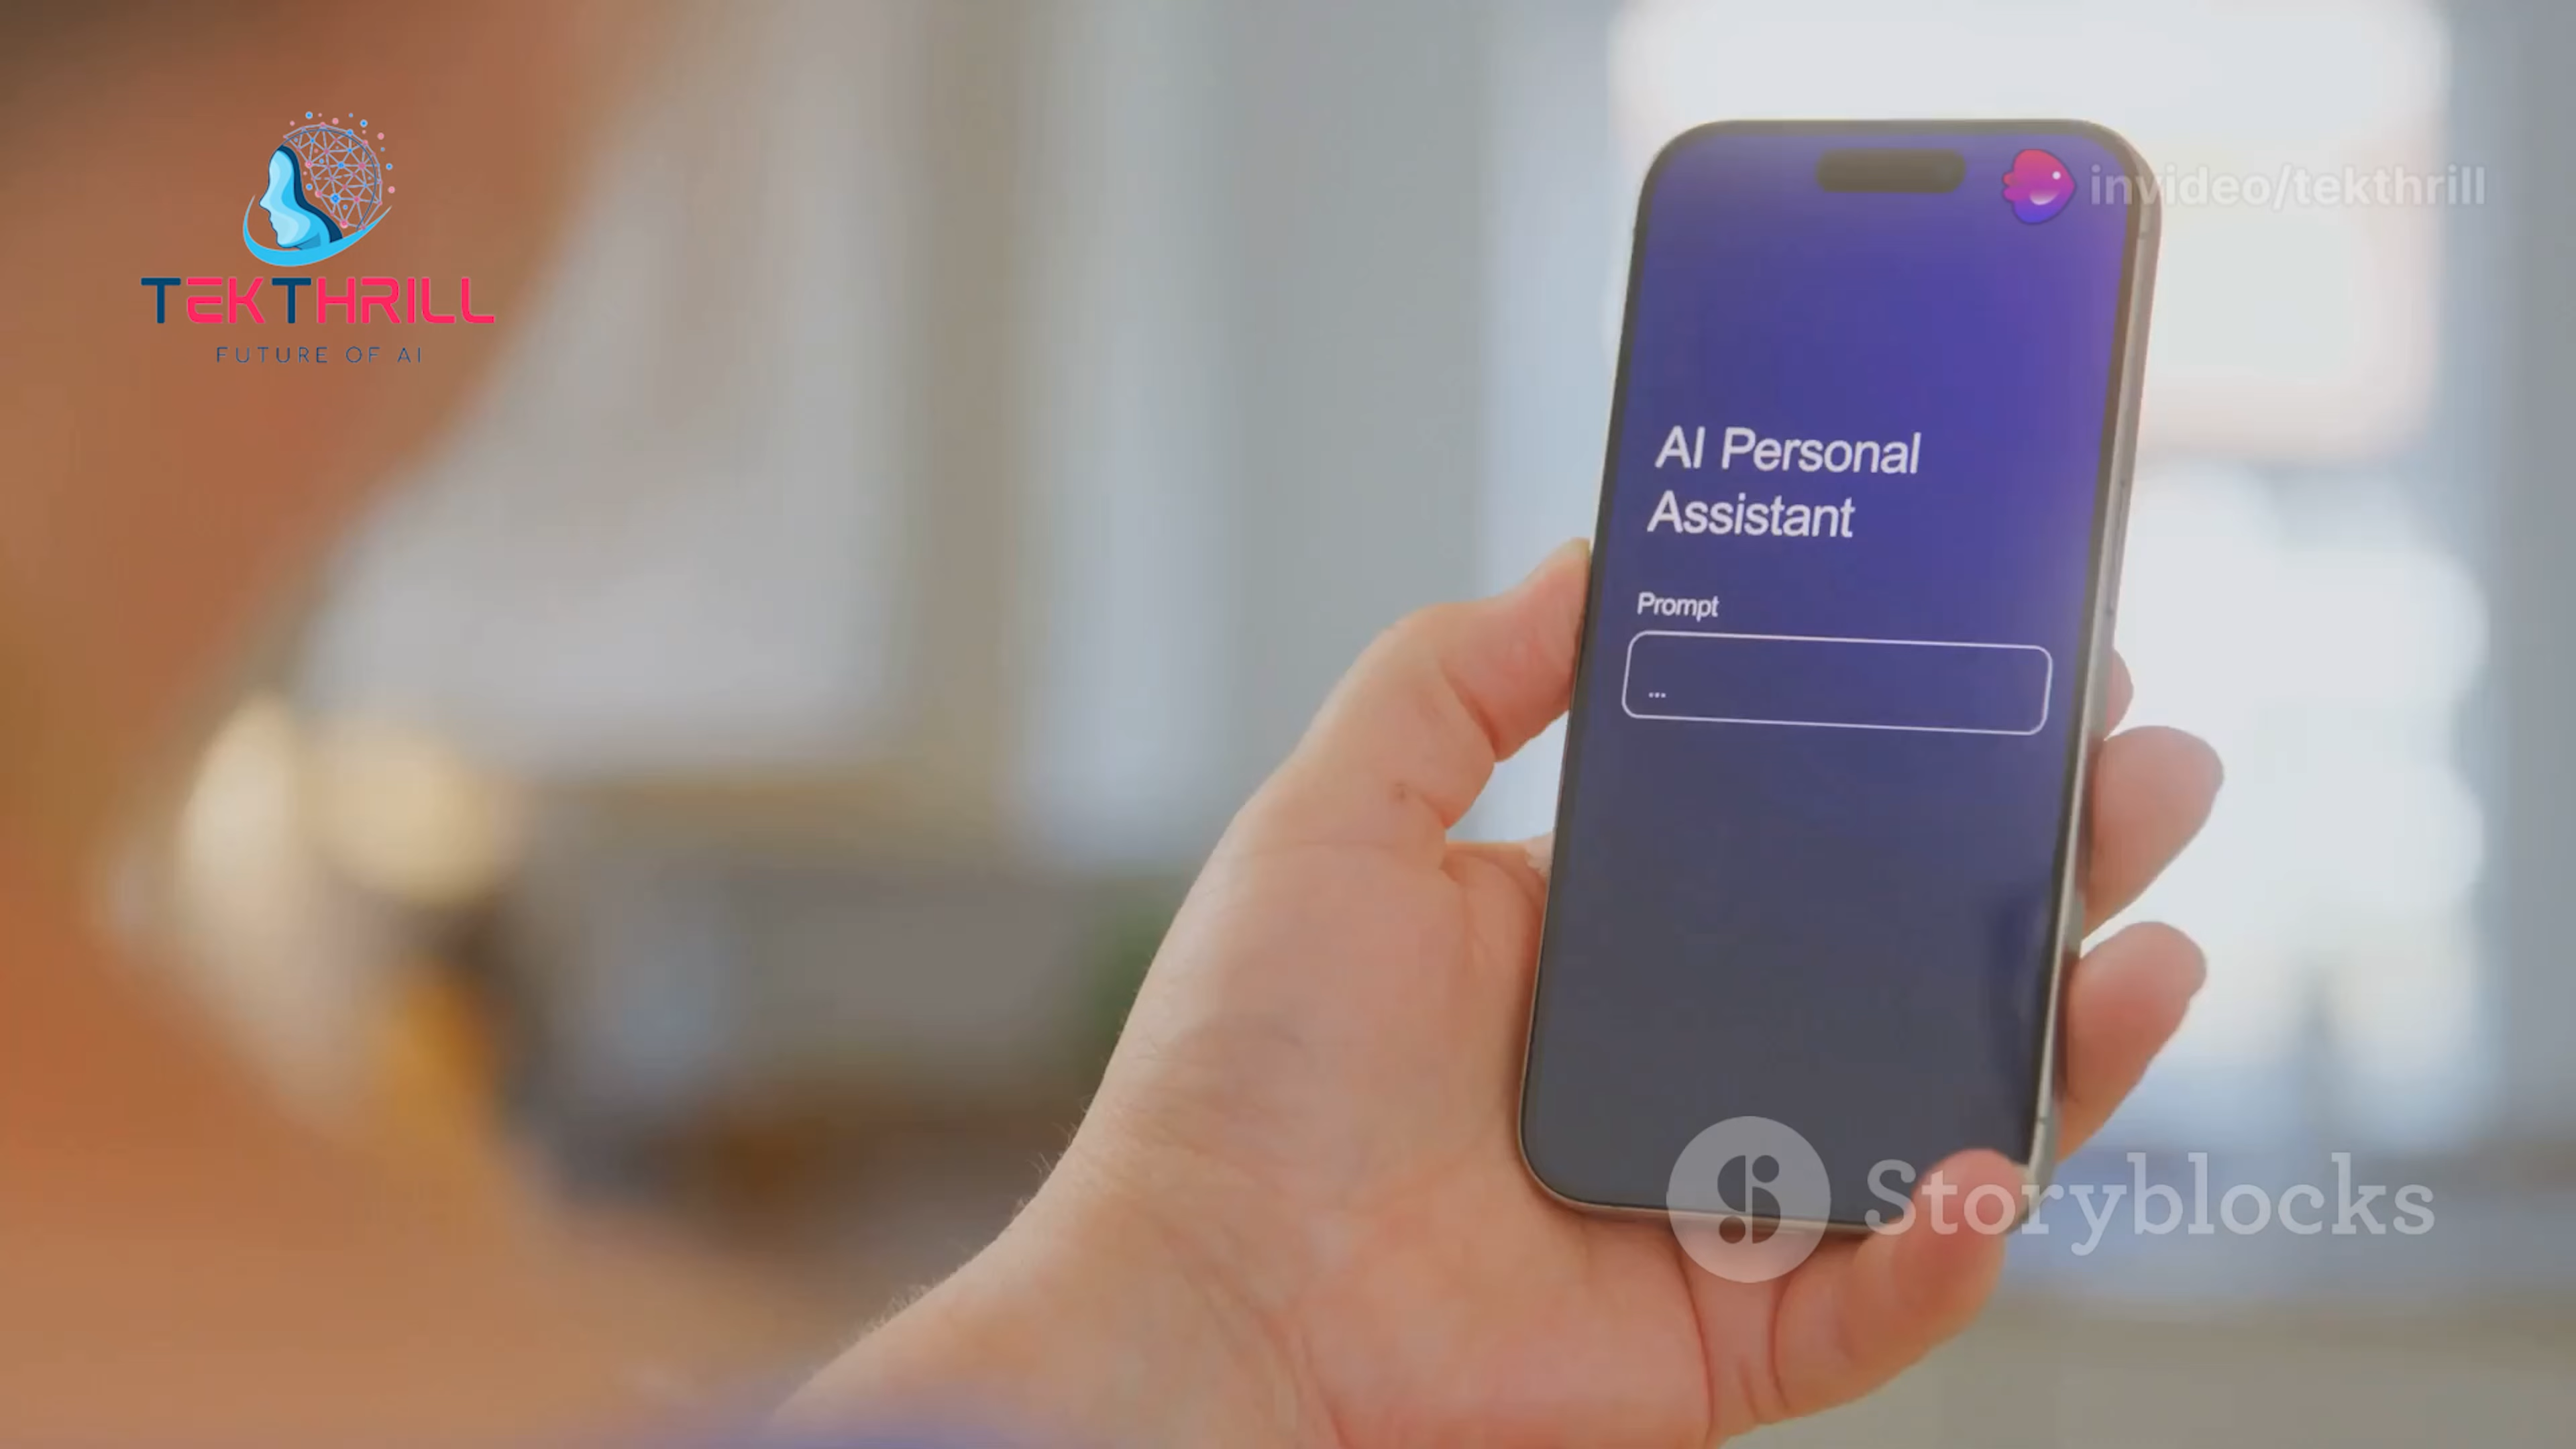 TEKTHRILL
FUTURE OF AI
invideo/tekthrill
AI Personal
Assistant
Prompt
...
Storyblocks